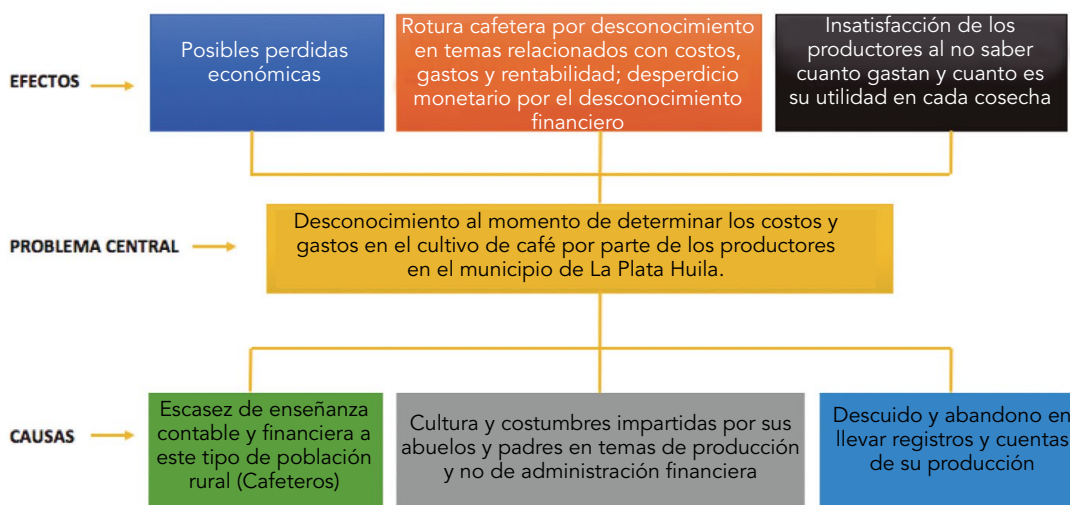 EFECTOS
Posibles perdidas
económicas
Rotura cafetera por desconocimiento
en temas relacionados con costos,
gastos y rentabilidad; desperdicio
monetario por el desconocimiento
financiero
Insatisfacción de los
productores al no saber
cuanto gastan y cuanto es
su utilidad en cada cosecha
PROBLEMA CENTRAL
Desconocimiento al momento de determinar los costos y
gastos en el cultivo de café por parte de los productores
en el municipio de La Plata Huila.
CAUSAS
Escasez de enseñanza
contable y financiera a
este tipo de población
rural (Cafeteros)
Cultura y costumbres impartidas por sus
abuelos y padres en temas de producción
y no de administración financiera
Descuido y abandono en
llevar registros y cuentas
de su producción